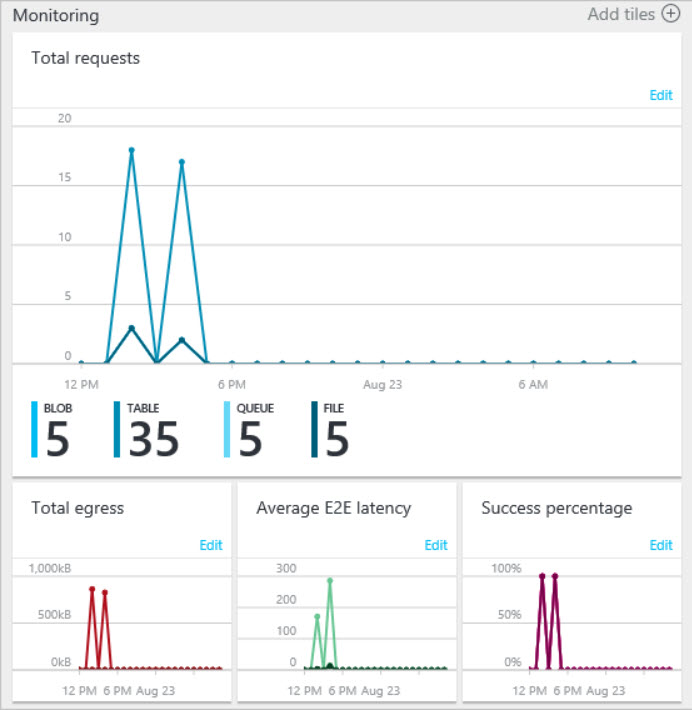 Monitoring Add tiles
Total requests
Edit
20
15
10
5
0
12 PM 6 PM Aug 23 6 AM
BLOB TABLE QUEUE FILE
5 35 5 5
Total egress Average E2E latency Success percentage
Edit Edit Edit
1,000kB 300 100%
200
500kB 50%
100
0kB 0 0%
12 PM 6 PM Aug 23 12 PM 6 PM Aug 23 12 PM 6 PM Aug 23